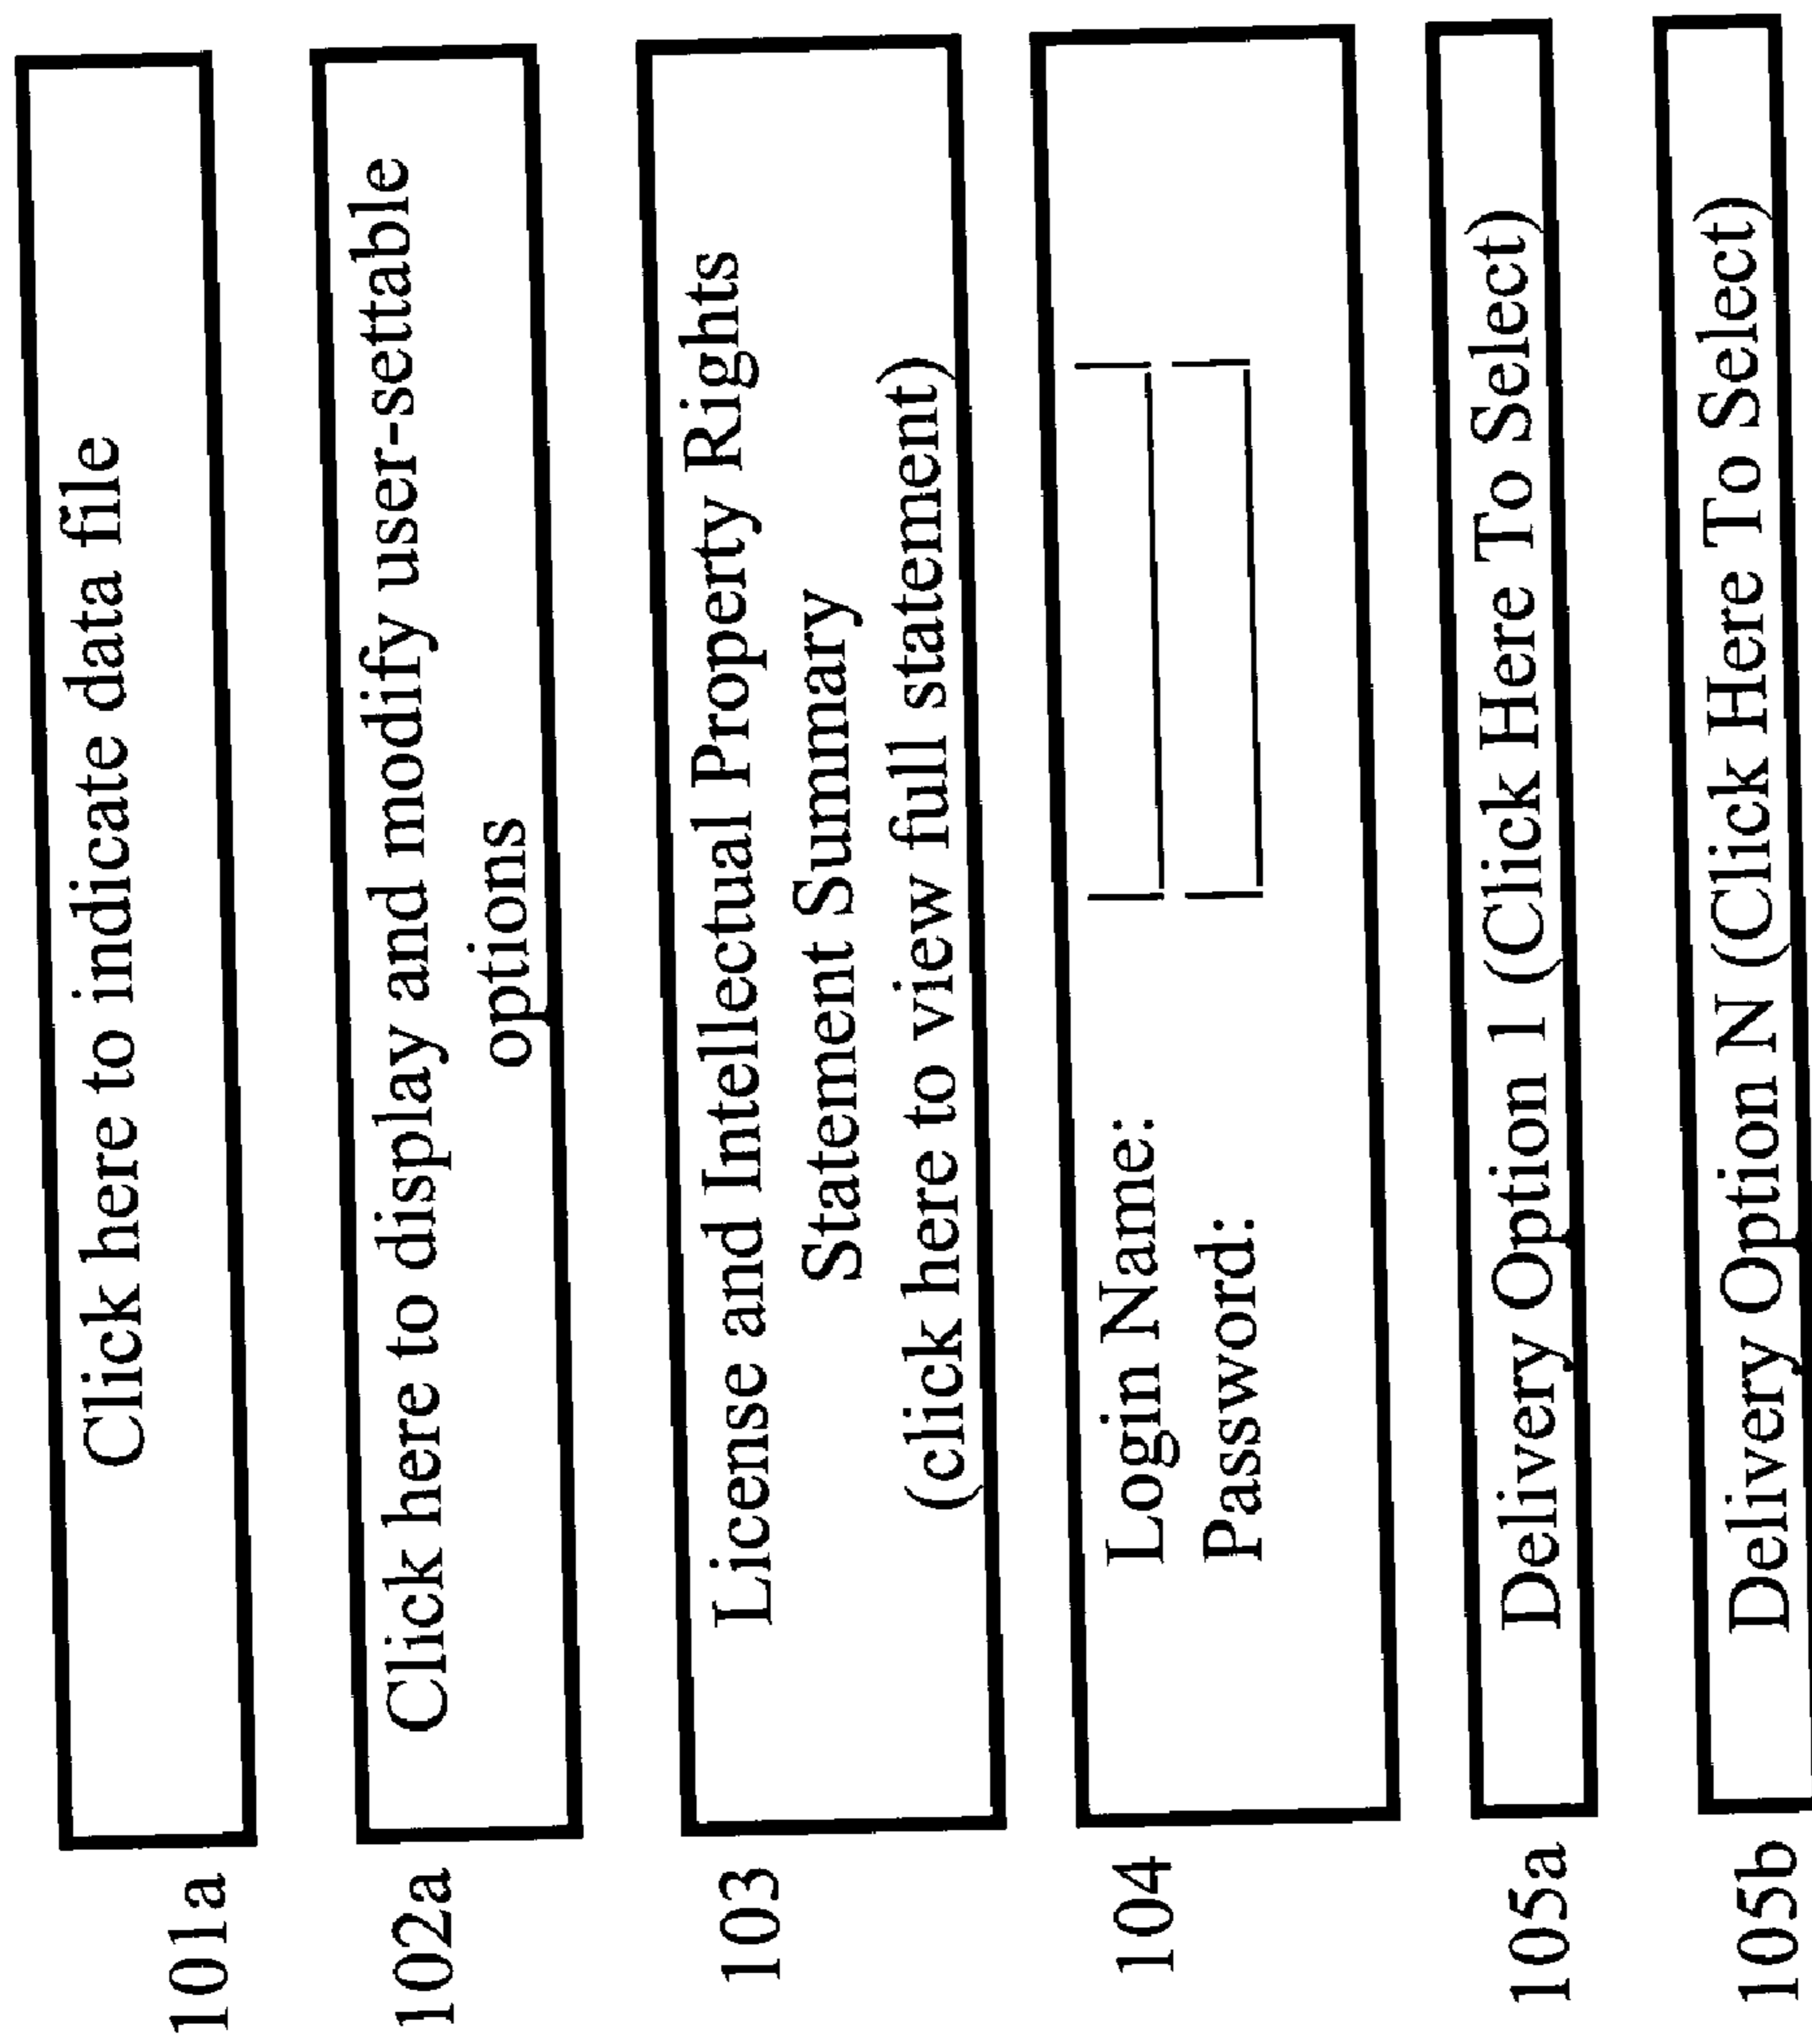 101a Click here to indicate data file
102a Click here to display and modify user-settable
options
103 License and Intellectual Property Rights
Statement Summary
(click here to view full statement)
104 Login Name:
Password:
105a Delivery Option 1 (Click Here To Select)
105b Delivery Option N (Click Here To Select)